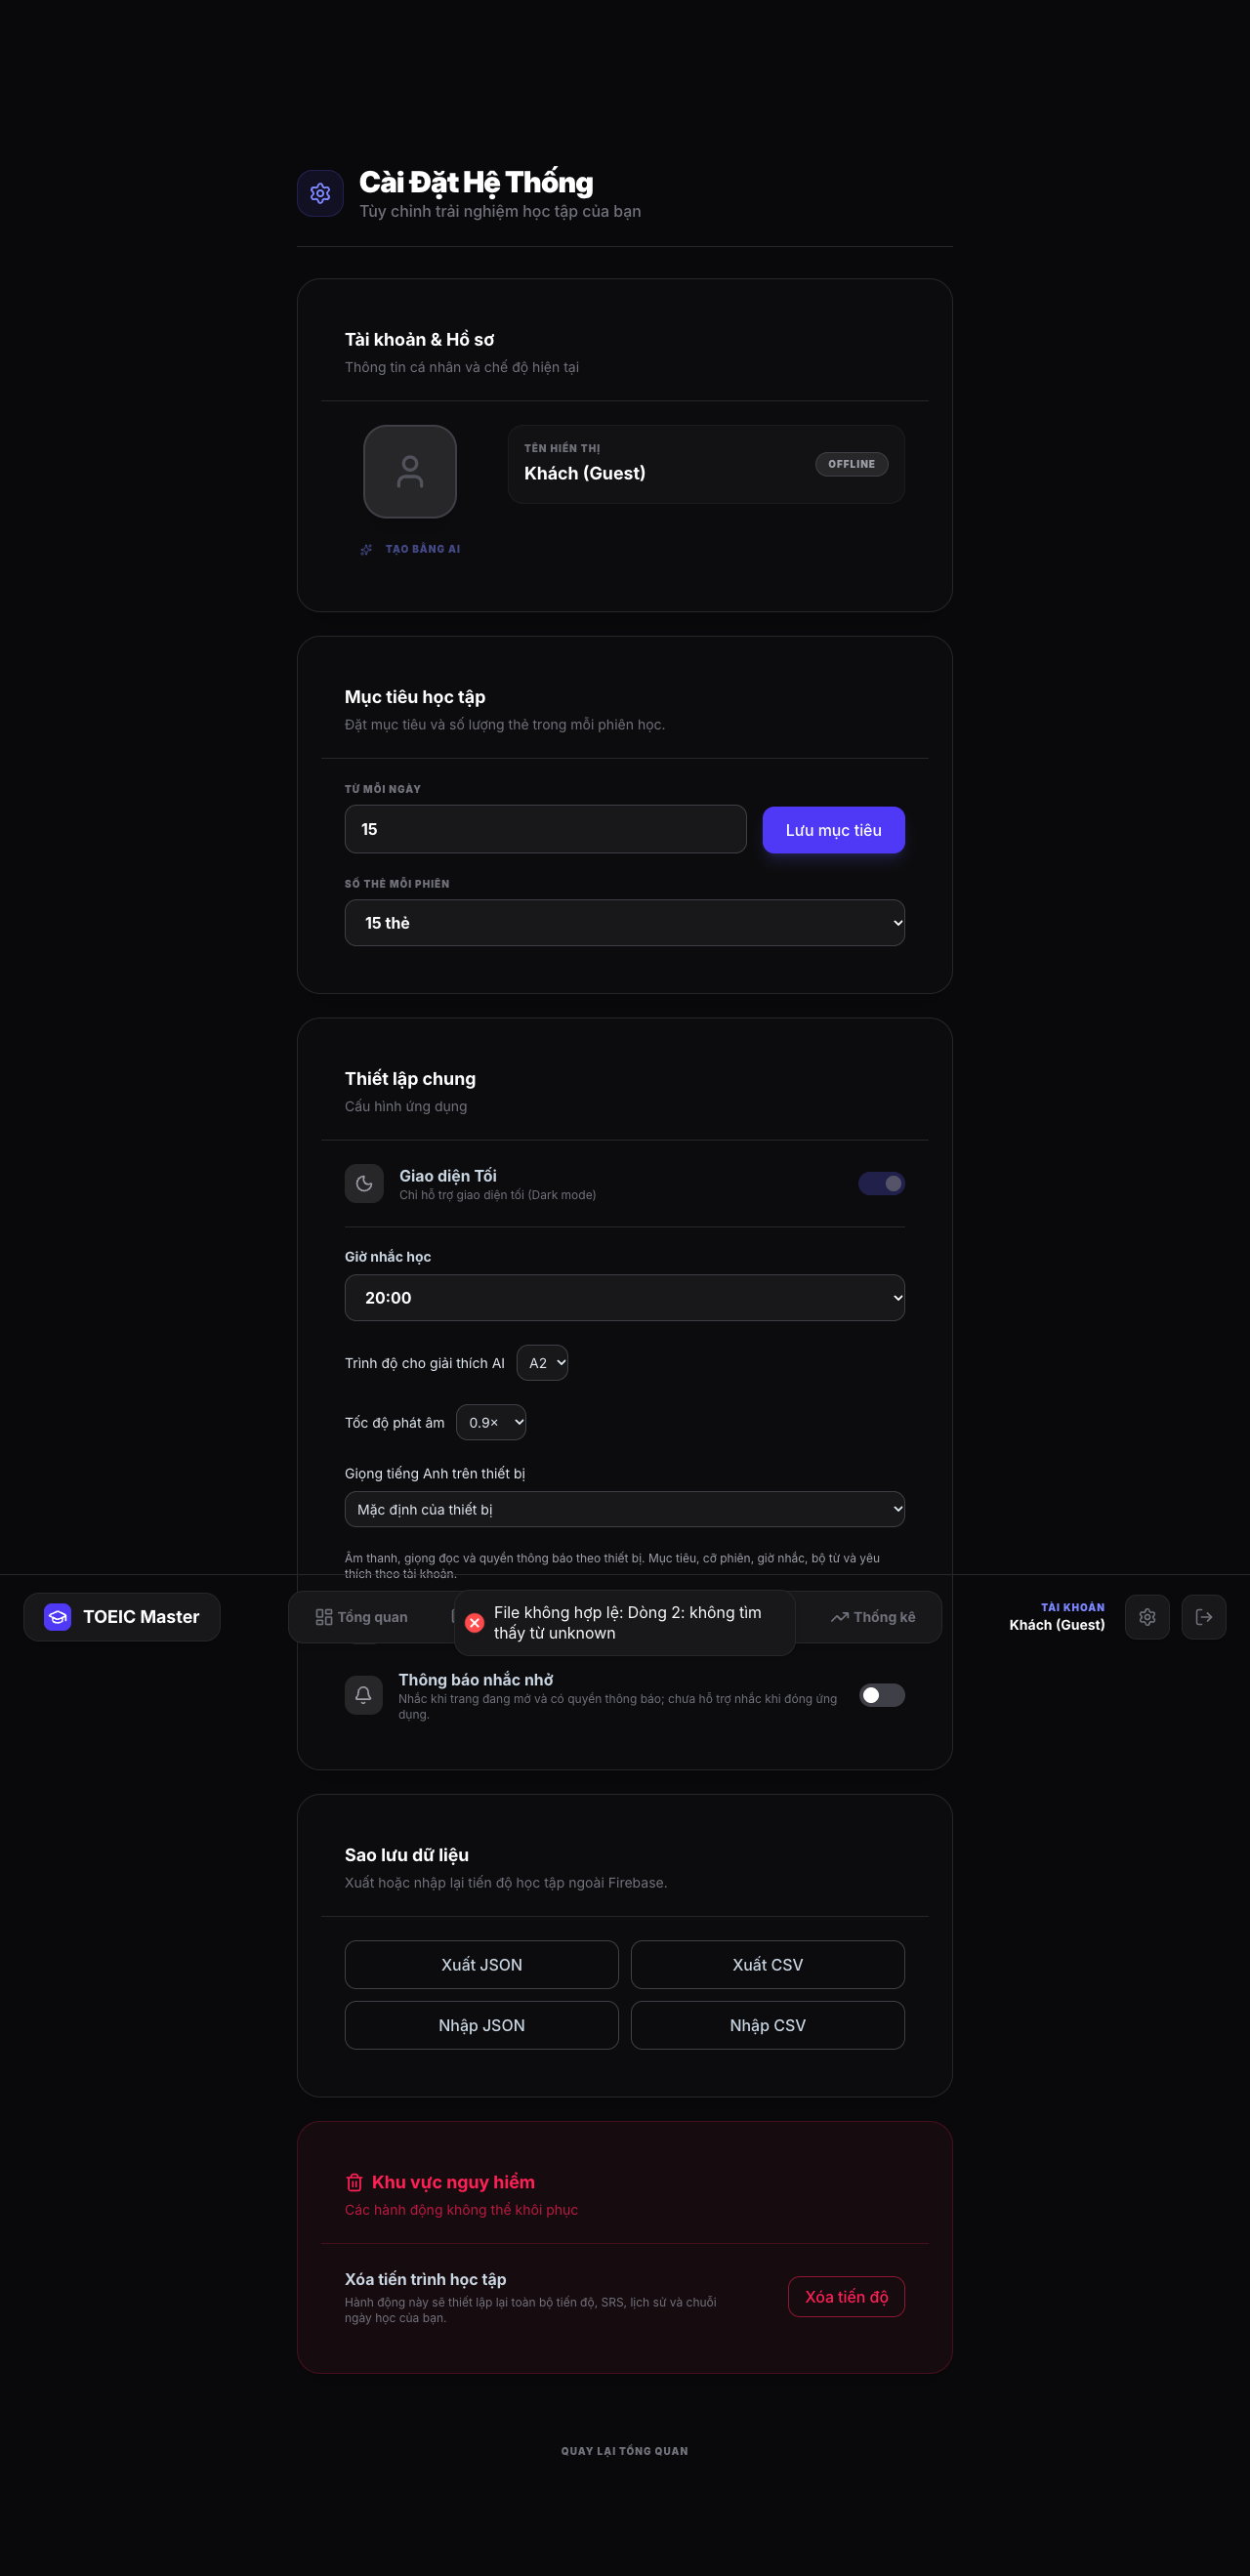 Cài Đặt Hệ Thống
Tùy chỉnh trải nghiệm học tập của bạn
Tài khoản & Hồ sơ
Thông tin cá nhân và chế độ hiện tại
TÊN HIỂN THỊ
Khách (Guest)
OFFLINE
TẠO BẰNG AI
Mục tiêu học tập
Đặt mục tiêu và số lượng thẻ trong mỗi phiên học.
TỪ MỖI NGÀY
15
Lưu mục tiêu
SỐ THẺ MỖI PHIÊN
15 thẻ
Thiết lập chung
Cấu hình ứng dụng
Giao diện Tối
Chỉ hỗ trợ giao diện tối (Dark mode)
Giờ nhắc học
20:00
Trình độ cho giải thích AI
A2
Tốc độ phát âm
0.9×
Giọng tiếng Anh trên thiết bị
Mặc định của thiết bị
Âm thanh, giọng đọc và quyền thông báo theo thiết bị. Mục tiêu, cỡ phiên, giờ nhắc, bộ từ và yêu
thích theo tài khoản.
TOEIC Master
Tổng quan
File không hợp lệ: Dòng 2: không tìm
thấy từ unknown
Thống kê
TÀI KHOẢN
Khách (Guest)
Thông báo nhắc nhở
Nhắc khi trang đang mở và có quyền thông báo; chưa hỗ trợ nhắc khi đóng ứng
dụng.
Sao lưu dữ liệu
Xuất hoặc nhập lại tiến độ học tập ngoài Firebase.
Xuất JSON
Xuất CSV
Nhập JSON
Nhập CSV
Khu vực nguy hiểm
Các hành động không thể khôi phục
Xóa tiến trình học tập
Hành động này sẽ thiết lập lại toàn bộ tiến độ, SRS, lịch sử và chuỗi
ngày học của bạn.
Xóa tiến độ
QUAY LẠI TỔNG QUAN